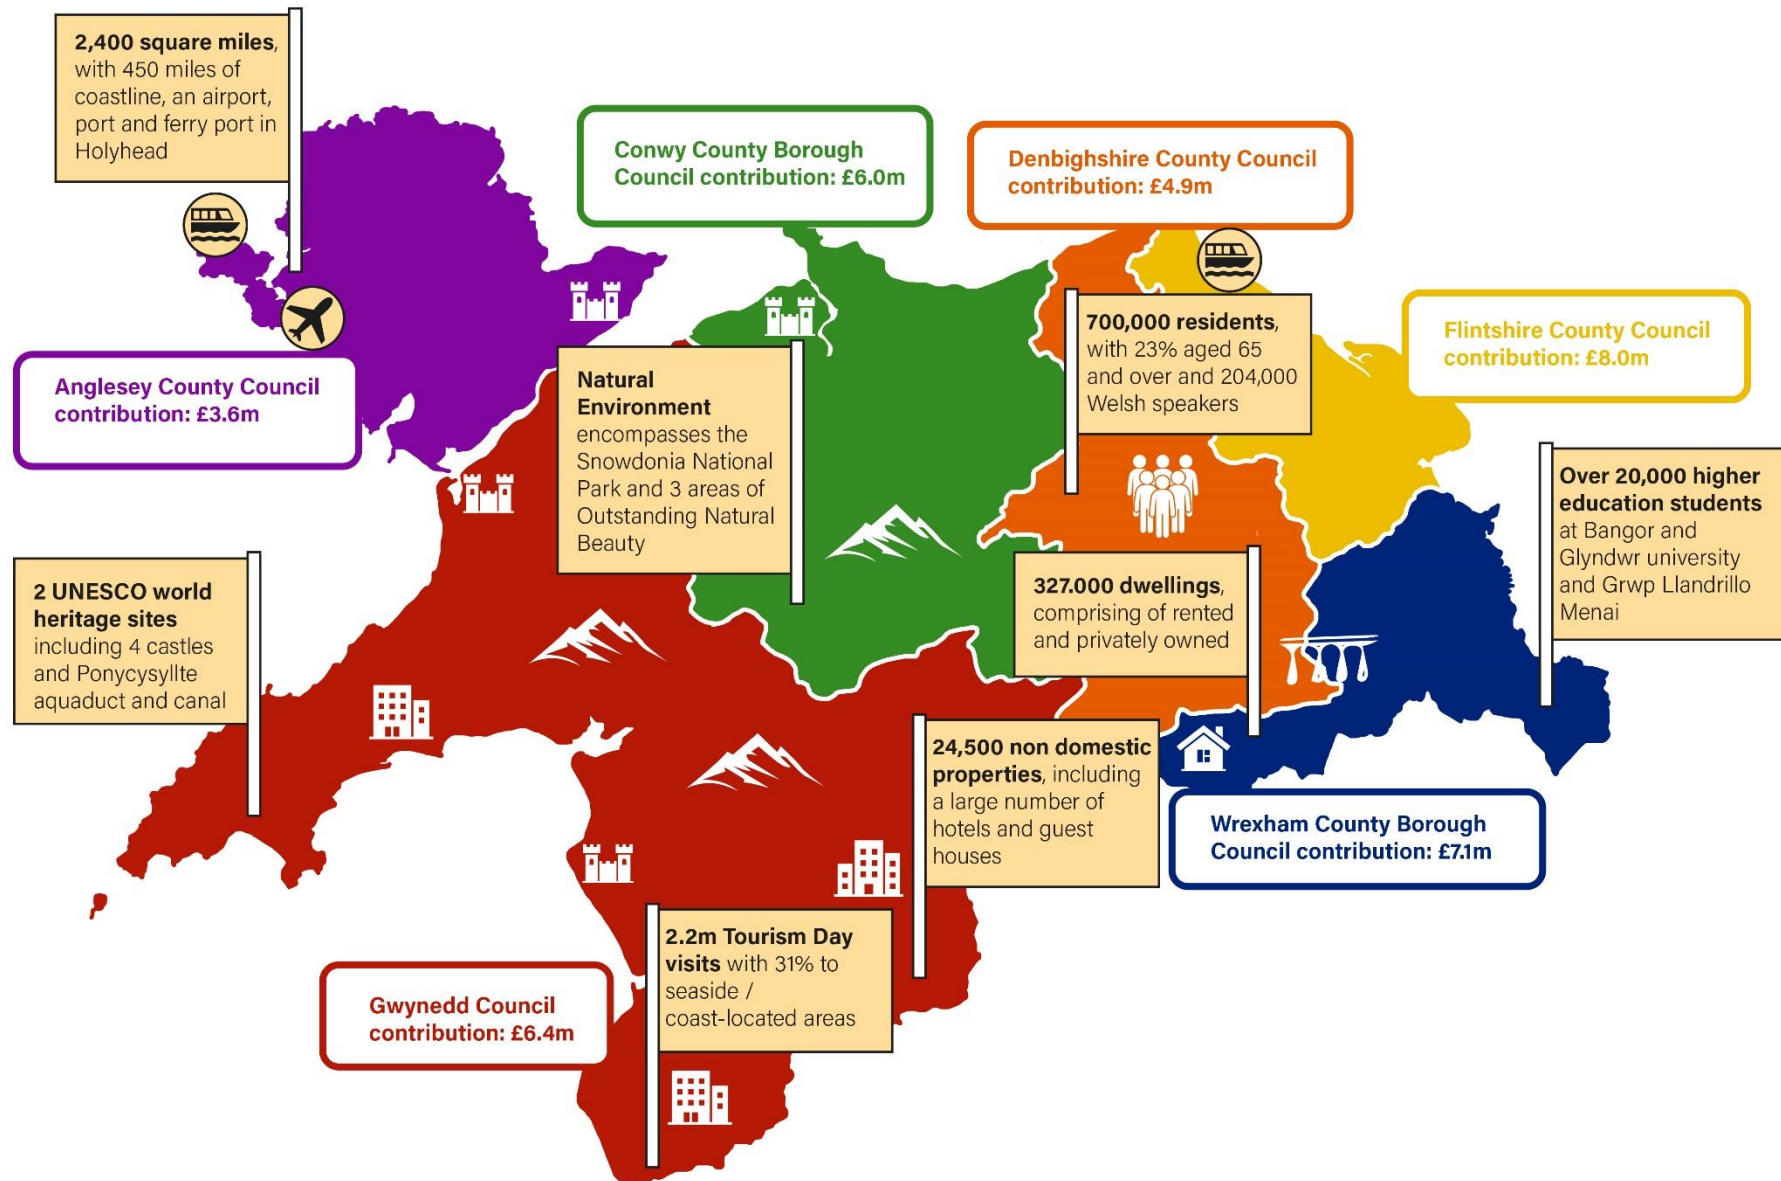 2,400 square miles,
with 450 miles of
coastline, an airport,
port and ferry port in
Holyhead
Conwy County Borough
Council contribution: £6.0m
Denbighshire County Council
contribution: £4.9m
700,000 residents,
with 23% aged 65
and over and 204,000
Welsh speakers
Flintshire County Council
contribution: £8.0m
Anglesey County Council
contribution: £3.6m
Natural
Environment
encompasses the
Snowdonia National
Park and 3 areas of
Outstanding Natural
Beauty
Over 20,000 higher
education students
at Bangor and
Glyndwr university
and Grwp Llandrillo
Menai
2 UNESCO world
heritage sites
including 4 castles
and Ponycysyllte
aquaduct and canal
327.000 dwellings,
comprising of rented
and privately owned
24,500 non domestic
properties, including
a large number of
hotels and guest
houses
Wrexham County Borough
Council contribution: £7.1m
2.2m Tourism Day
visits with 31% to
seaside /
coast-located areas
Gwynedd Council
contribution: £6.4m